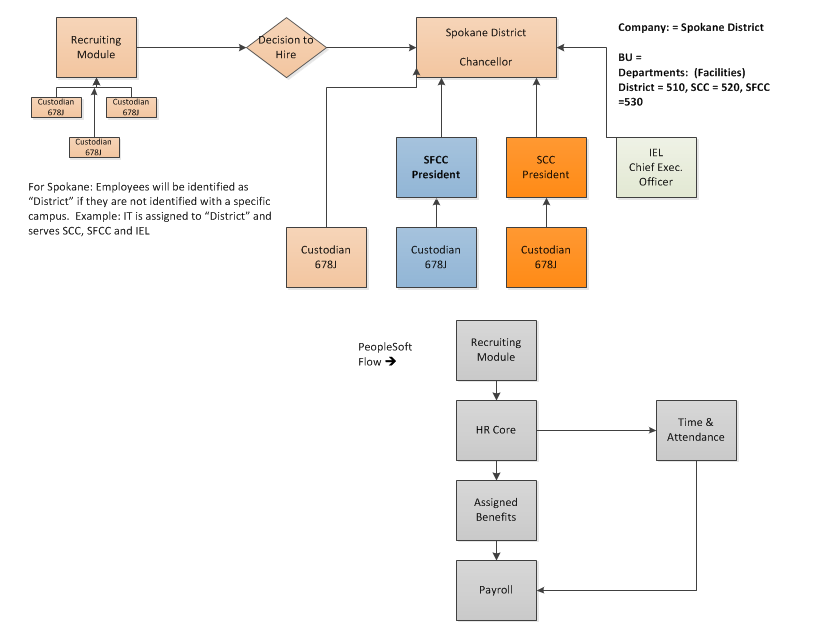 Recruiting
Module
Decision to
Hire
Spokane District
Chancellor
Company: = Spokane District
BU =
Departments:  (Facilities)
District = 510, SCC = 520, SFCC
=530
Custodian
678J
Custodian
678J
Custodian
678J
SFCC
President
SCC
President
IEL
Chief Exec.
Officer
For Spokane: Employees will be identified as
“District” if they are not identified with a specific
campus.  Example: IT is assigned to “District” and
serves SCC, SFCC and IEL
Custodian
678J
Custodian
678J
Custodian
678J
PeopleSoft
Flow →
Recruiting
Module
HR Core
Time &
Attendance
Assigned
Benefits
Payroll